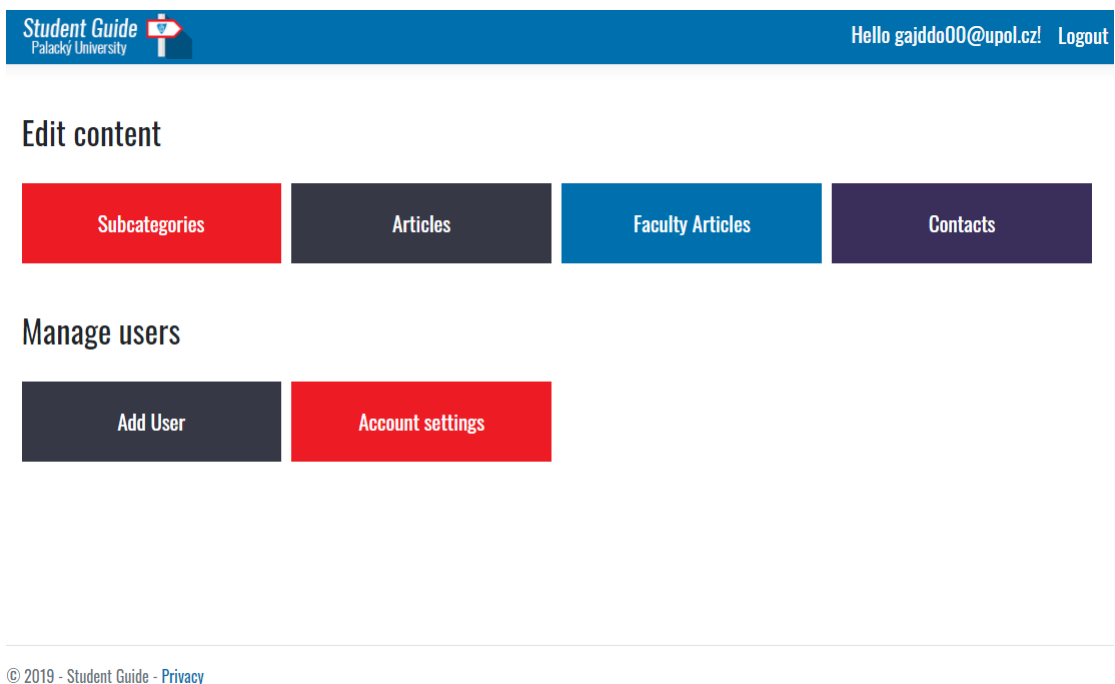 Student Guide
Palacký University
Hello gajddo00@upol.cz! Logout
Edit content
Subcategories Articles Faculty Articles Contacts
Manage users
Add User Account settings
© 2019 - Student Guide - Privacy